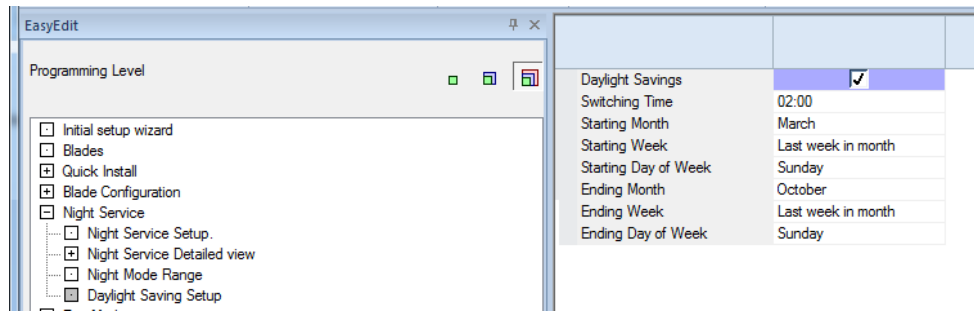 EasyEdit
Programming Level
Initial setup wizard
Blades
Quick Install
Blade Configuration
Night Service
Night Service Setup.
Night Service Detailed view
Night Mode Range
Daylight Saving Setup
Daylight Savings
Switching Time 02:00
Starting Month March
Starting Week Last week in month
Starting Day of Week Sunday
Ending Month October
Ending Week Last week in month
Ending Day of Week Sunday